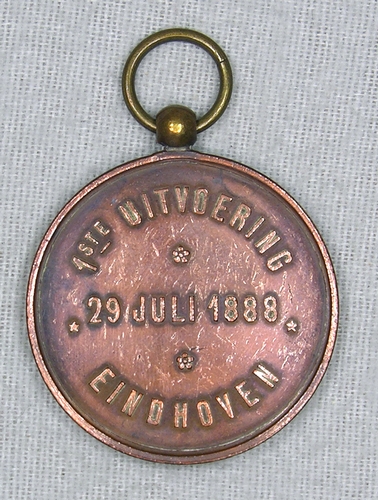 1STE UITVOERING
29 JULI 1888
EINDHOVEN